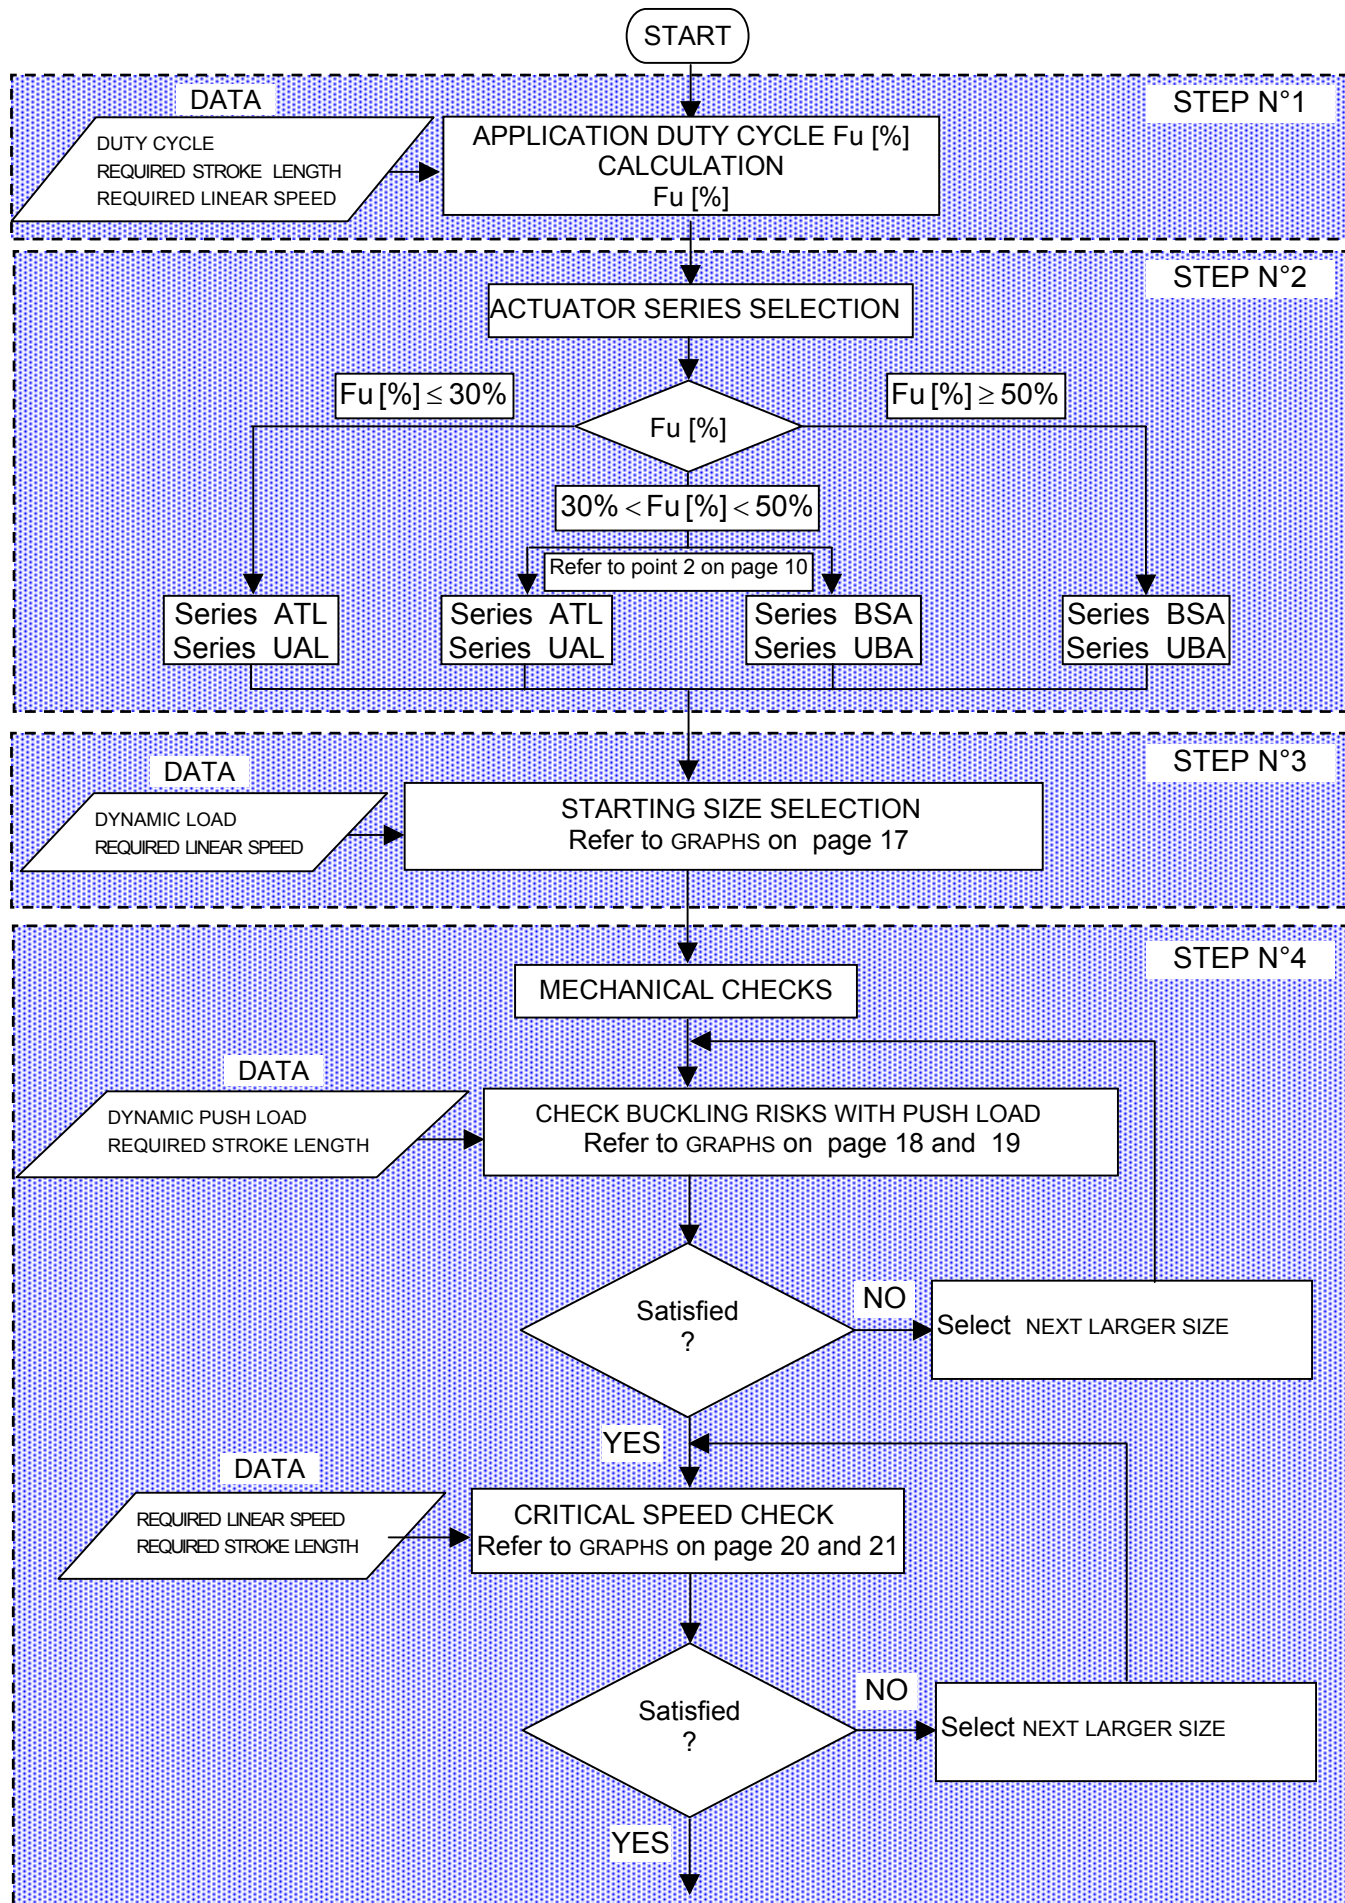 START
STEP N°1
DATA
DUTY CYCLE
REQUIRED STROKE LENGTH
REQUIRED LINEAR SPEED
APPLICATION DUTY CYCLE Fu [%]
CALCULATION
Fu [%]
STEP N°2
ACTUATOR SERIES SELECTION
Fu [%] ≤ 30%
Fu [%] ≥ 50%
Fu [%]
30% < Fu [%] < 50%
Refer to point 2 on page 10
Series ATL
Series UAL
Series ATL
Series UAL
Series BSA
Series UBA
Series BSA
Series UBA
STEP N°3
DATA
DYNAMIC LOAD
REQUIRED LINEAR SPEED
STARTING SIZE SELECTION
Refer to GRAPHS on page 17
STEP N°4
MECHANICAL CHECKS
DATA
DYNAMIC PUSH LOAD
REQUIRED STROKE LENGTH
CHECK BUCKLING RISKS WITH PUSH LOAD
Refer to GRAPHS on page 18 and 19
Satisfied
?
NO
Select NEXT LARGER SIZE
YES
DATA
REQUIRED LINEAR SPEED
REQUIRED STROKE LENGTH
CRITICAL SPEED CHECK
Refer to GRAPHS on page 20 and 21
Satisfied
?
NO
Select NEXT LARGER SIZE
YES